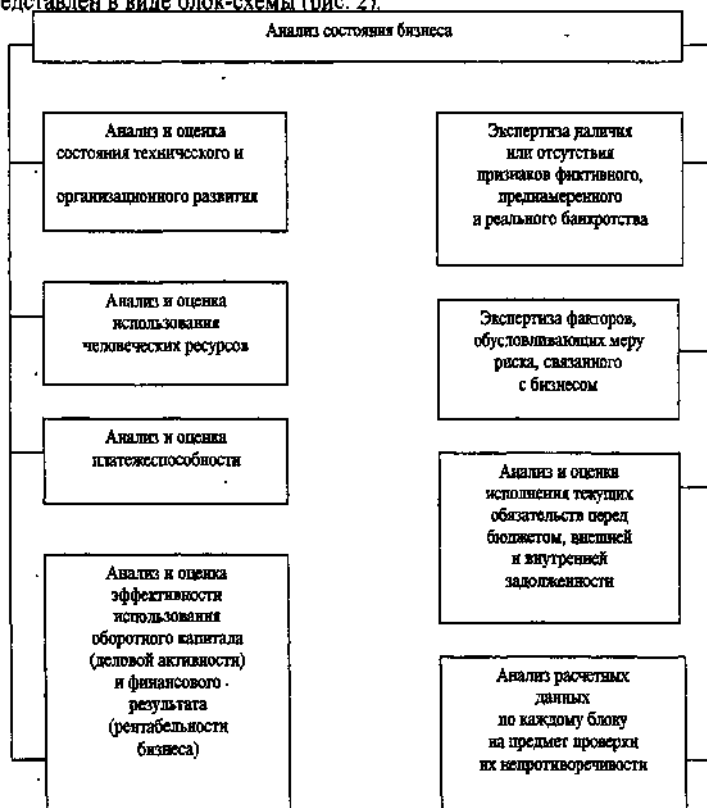 едставлен в виде блок-схемы (рис. 2).
Анализ состояния бизнеса
Анализ и оценка
состояния технического и
организационного развития
Анализ и оценка
использования
человеческих ресурсов
Анализ и оценка
платежеспособности
Анализ и оценка
эффективности
использования
оборотного капитала
(деловой активности)
и финансового
результата
(рентабельности
бизнеса)
Экспертиза наличия
или отсутствия
признаков фиктивного,
преднамеренного
и реального банкротства
Экспертиза факторов,
обусловливающих меру
риска, связанного
с бизнесом
Анализ и оценка
исполнения текущих
обязательств перед
бюджетом, внешней
и внутренней
задолженности
Анализ расчетных
данных
по каждому блоку
на предмет проверки
их непротиворечивости